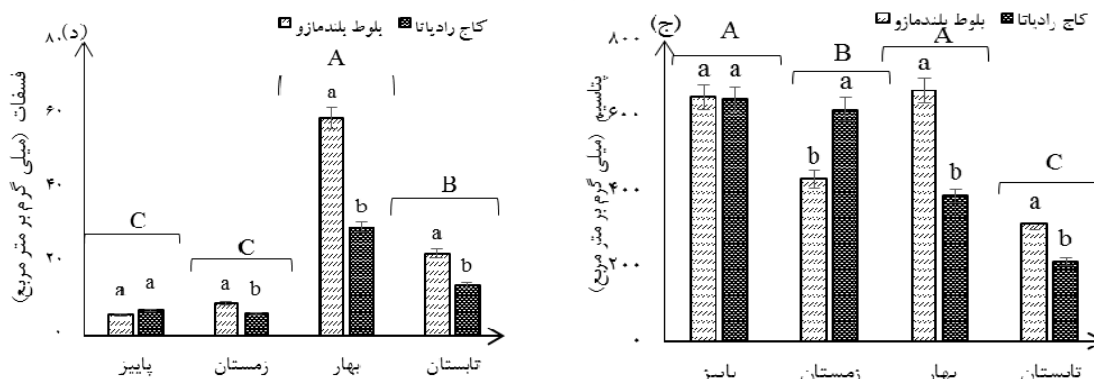 (د)
بلوط بلندمازو
کاج رادیاتا
فسفات (میلی گرم بر متر مربع)
۸۰
۶۰
۴۰
۲۰
۰
C
a
a
C
a
b
A
a
b
B
a
b
پاییز
زمستان
بهار
تابستان
(ج)
بلوط بلندمازو
کاج رادیاتا
پتاسیم (میلی گرم بر متر مربع)
۸۰۰
۶۰۰
۴۰۰
۲۰۰
۰
A
a
a
B
b
a
A
a
b
C
a
b
پاییز
زمستان
بهار
تابستان